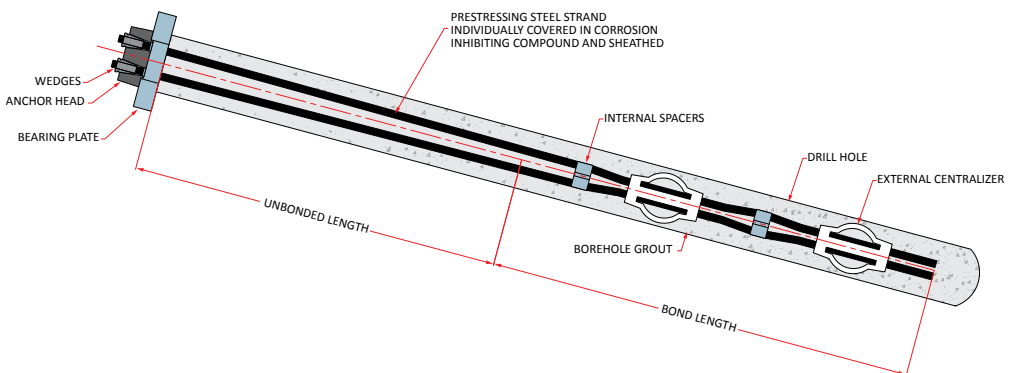 PRESTRESSING STEEL STRAND
INDIVIDUALLY COVERED IN CORROSION
INHIBITING COMPOUND AND SHEATHED
WEDGES
ANCHOR HEAD
BEARING PLATE
INTERNAL SPACERS
DRILL HOLE
EXTERNAL CENTRALIZER
UNBONDED LENGTH
BOREHOLE GROUT
BOND LENGTH